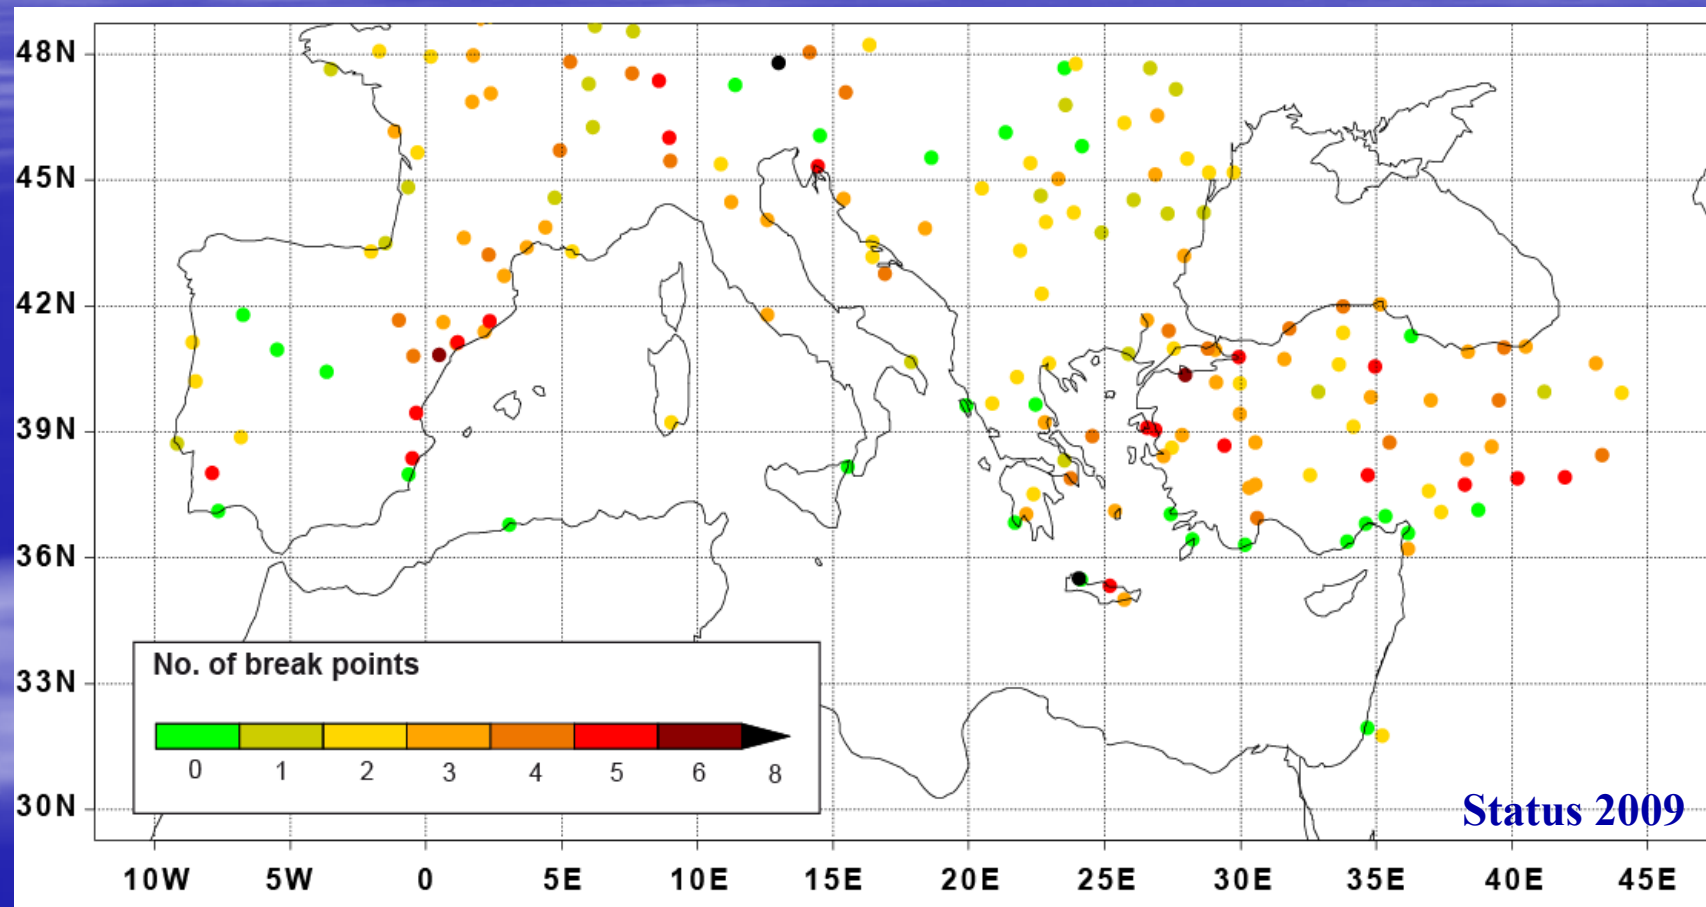 48N
45N
42N
39N
36N
33N
30N
No. of break points
0 1 2 3 4 5 6 8
Status 2009
10W 5W 0 5E 10E 15E 20E 25E 30E 35E 40E 45E